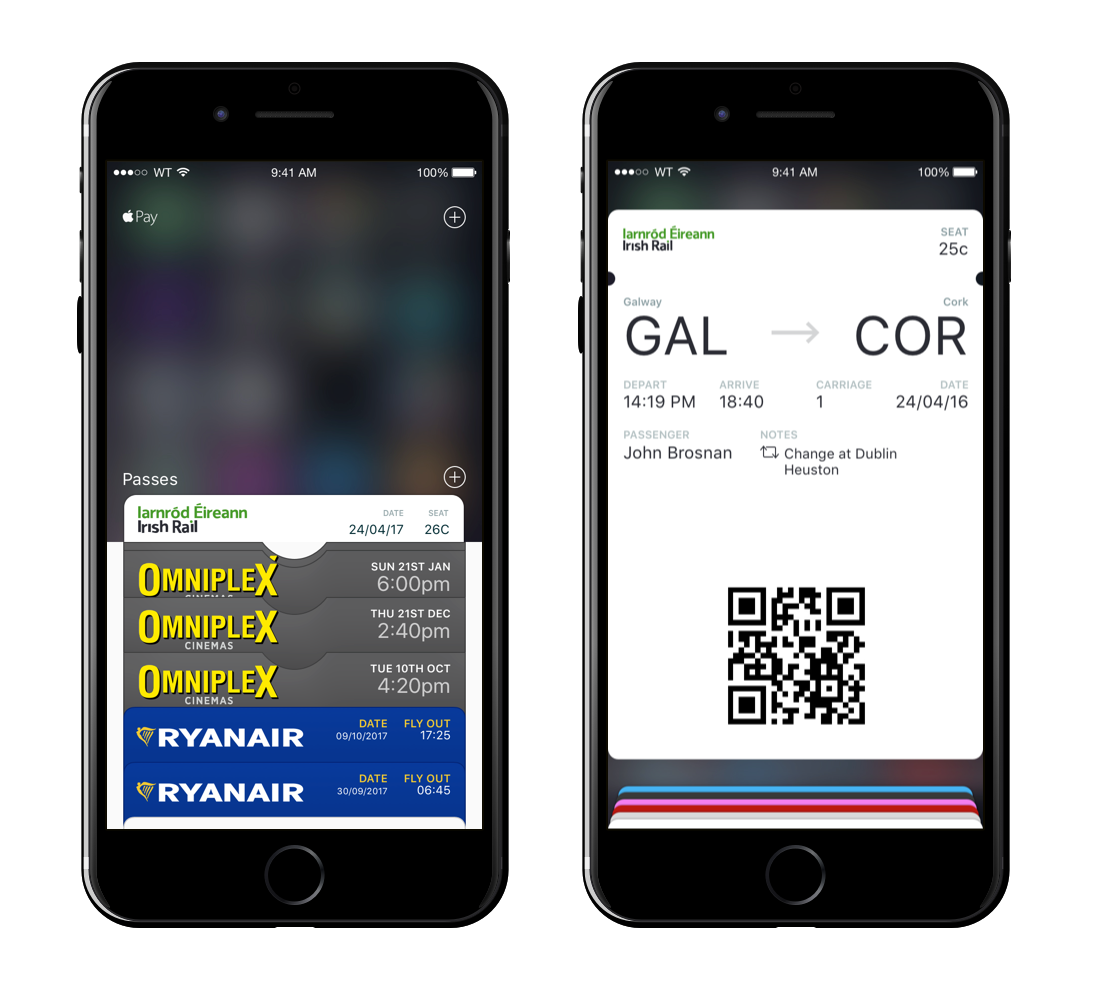 WT 9:41 AM 100%
Pay
Passes
Iarnród Éireann
Irish Rail
DATE SEAT
24/04/17 26C
OMNIPLEX
CINEMAS
SUN 21ST JAN
6:00pm
OMNIPLEX
CINEMAS
THU 21ST DEC
2:40pm
OMNIPLEX
CINEMAS
TUE 10TH OCT
4:20pm
RYANAIR
DATE FLY OUT
09/10/2017 17:25
RYANAIR
DATE FLY OUT
30/09/2017 06:45
WT 9:41 AM 100%
Iarnród Éireann
Irish Rail
SEAT
25c
Galway Cork
GAL → COR
DEPART ARRIVE CARRIAGE DATE
14:19 PM 18:40 1 24/04/16
PASSENGER NOTES
John Brosnan Change at Dublin
Heuston